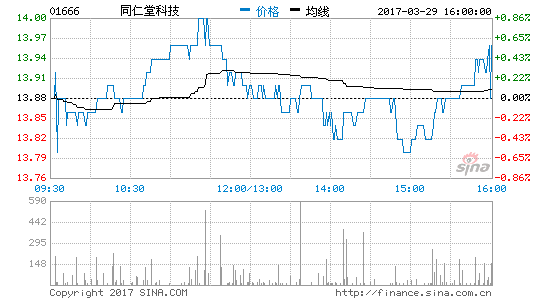 01666 同仁堂科技 价格 均线 2017-03-29 16:00:00
14.00 0.86%
13.97 0.65%
13.94 0.43%
13.91 0.22%
13.88 0.00%
13.85 0.22%
13.82 0.43%
13.79 0.65%
13.76 0.86%
09:30 10:30 12:00/13:00 14:00 15:00 16:00
新浪财经
sina
590
442
295
148
Copyright 2017 SINA.COM http://finance.sina.com.cn/